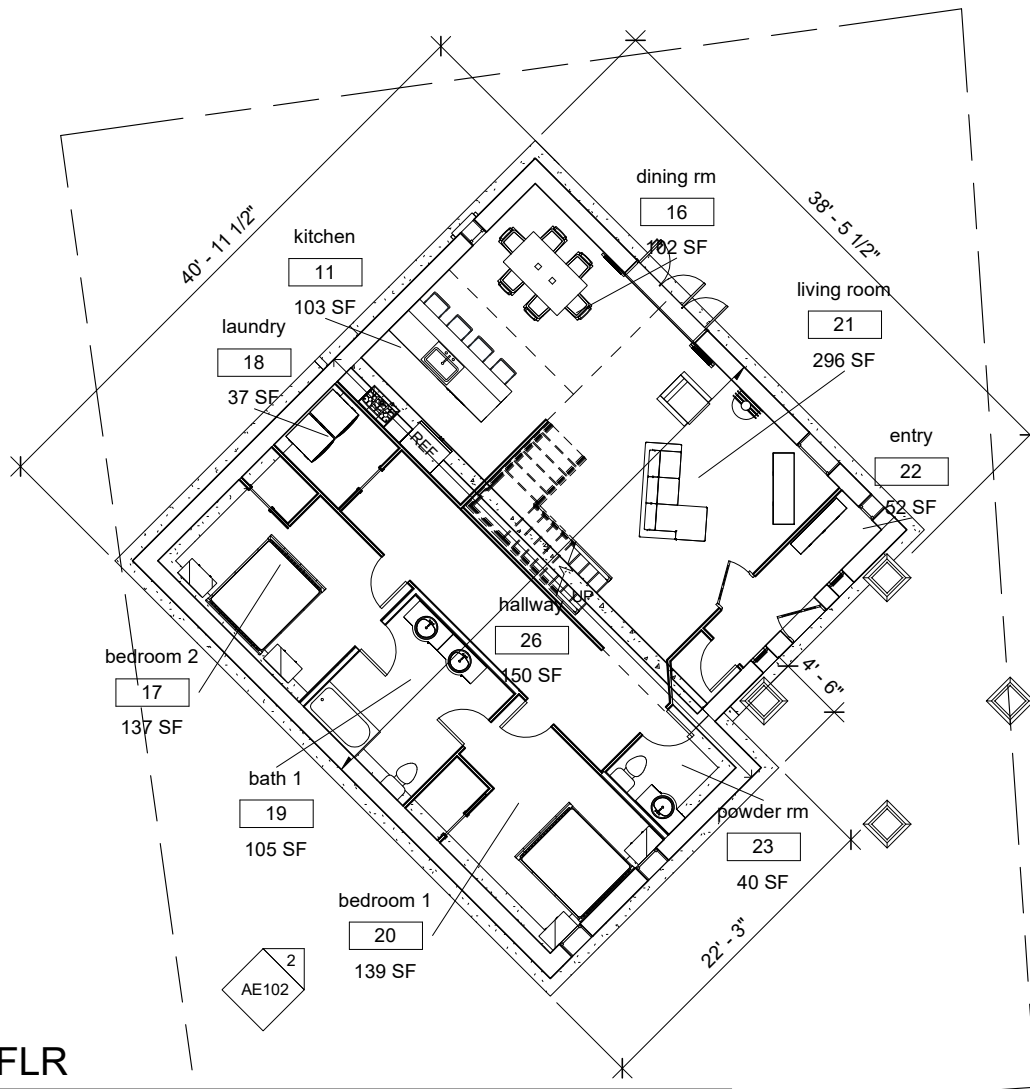 dining rm
16
102 SF
38' - 5 1/2"
40' - 11 1/2"
kitchen
11
103 SF
living room
21
296 SF
laundry
18
37 SF
entry
22
52 SF
REF
UP
hallway
26
150 SF
bedroom 2
17
137 SF
4' - 6"
bath 1
19
105 SF
powder rm
23
40 SF
bedroom 1
20
139 SF
22' - 3"
2
AE102
FLR